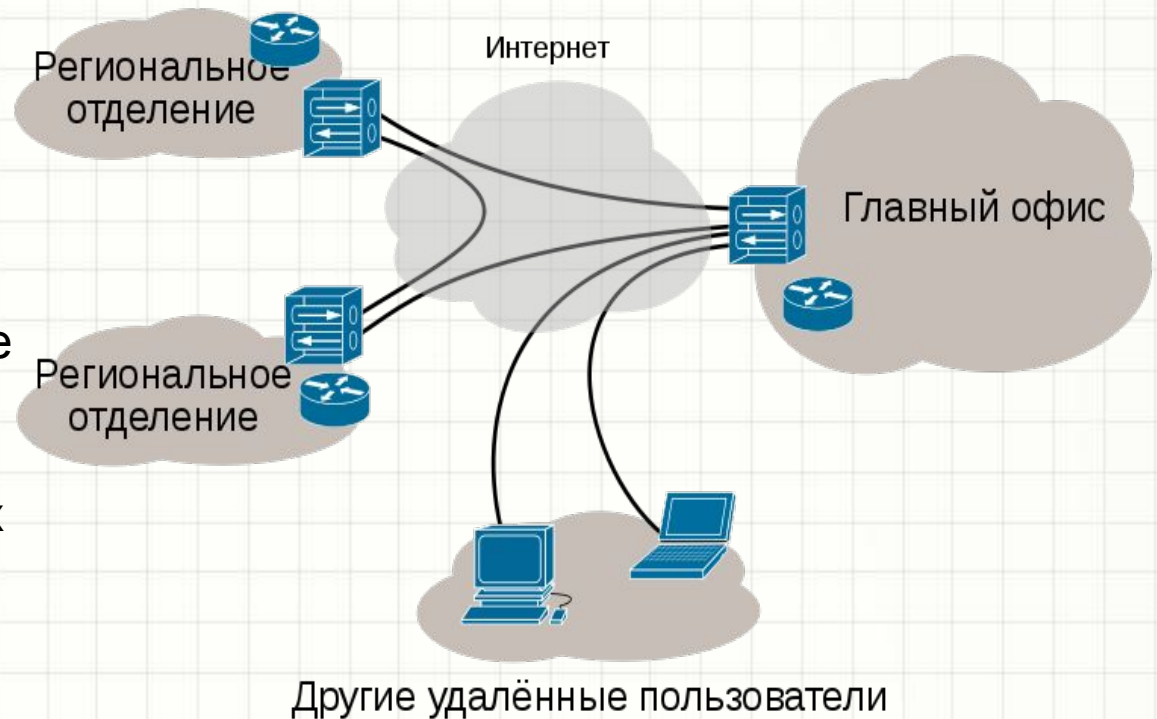 Интернет
Региональное
отделение
Главный офис
е
Региональное
отделение
х
Другие удалённые пользователи